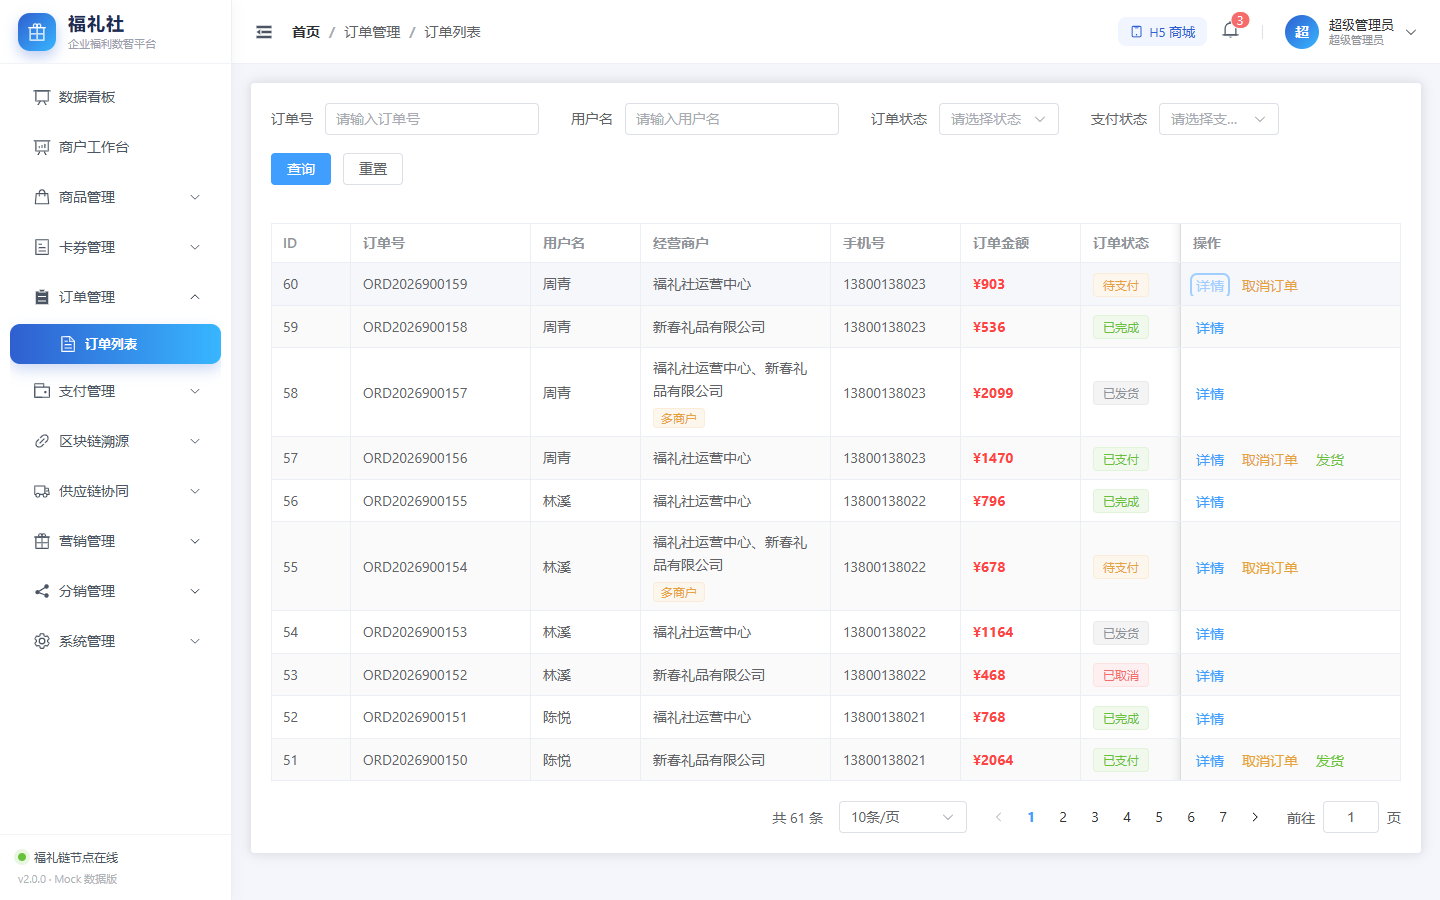 福礼社
企业福利数智平台
首页 / 订单管理 / 订单列表
H5 商城
3
超
超级管理员
超级管理员
数据看板
商户工作台
商品管理
卡券管理
订单管理
订单列表
支付管理
区块链溯源
供应链协同
营销管理
分销管理
系统管理
福礼链节点在线
v2.0.0 · Mock 数据版
订单号 请输入订单号 用户名 请输入用户名 订单状态 请选择状态 支付状态 请选择支...
查询 重置
ID 订单号 用户名 经营商户 手机号 订单金额 订单状态 操作
60 ORD2026900159 周青 福礼社运营中心 13800138023 ¥903 待支付 详情 取消订单
59 ORD2026900158 周青 新春礼品有限公司 13800138023 ¥536 已完成 详情
58 ORD2026900157 周青 福礼社运营中心、新春礼品有限公司 多商户 13800138023 ¥2099 已发货 详情
57 ORD2026900156 周青 福礼社运营中心 13800138023 ¥1470 已支付 详情 取消订单 发货
56 ORD2026900155 林溪 福礼社运营中心 13800138022 ¥796 已完成 详情
55 ORD2026900154 林溪 福礼社运营中心、新春礼品有限公司 多商户 13800138022 ¥678 待支付 详情 取消订单
54 ORD2026900153 林溪 福礼社运营中心 13800138022 ¥1164 已发货 详情
53 ORD2026900152 林溪 新春礼品有限公司 13800138022 ¥468 已取消 详情
52 ORD2026900151 陈悦 福礼社运营中心 13800138021 ¥768 已完成 详情
51 ORD2026900150 陈悦 新春礼品有限公司 13800138021 ¥2064 已支付 详情 取消订单 发货
共 61 条 10条/页 1 2 3 4 5 6 7 前往 1 页